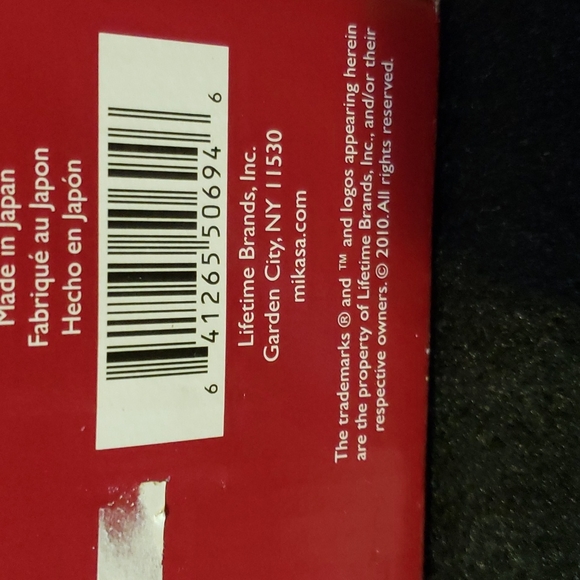 Made in Japan
Fabriqué au Japon
Hecho en Japón
6 41265 50694 6
Lifetime Brands, Inc.
Garden City, NY 11530
mikasa.com
The trademarks ® and ™ and logos appearing herein
are the property of Lifetime Brands, Inc., and/or their
respective owners. © 2010. All rights reserved.